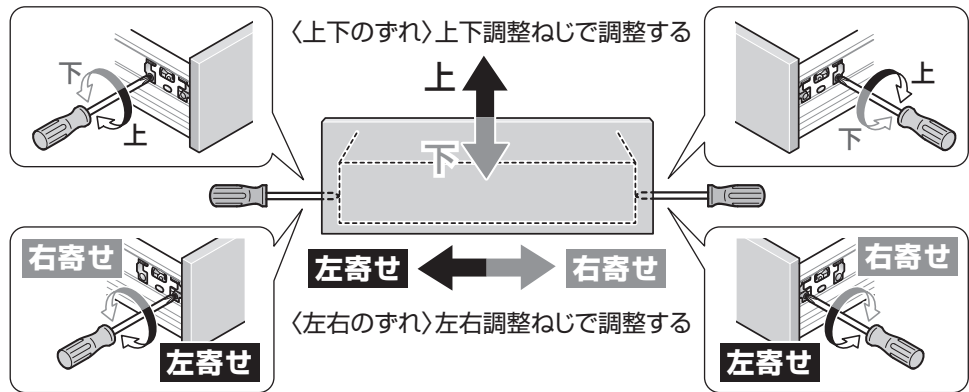 〈上下のずれ〉上下調整ねじで調整する
下
上
上
下
上
下
右寄せ
左寄せ
左寄せ
右寄せ
右寄せ
左寄せ
〈左右のずれ〉左右調整ねじで調整する